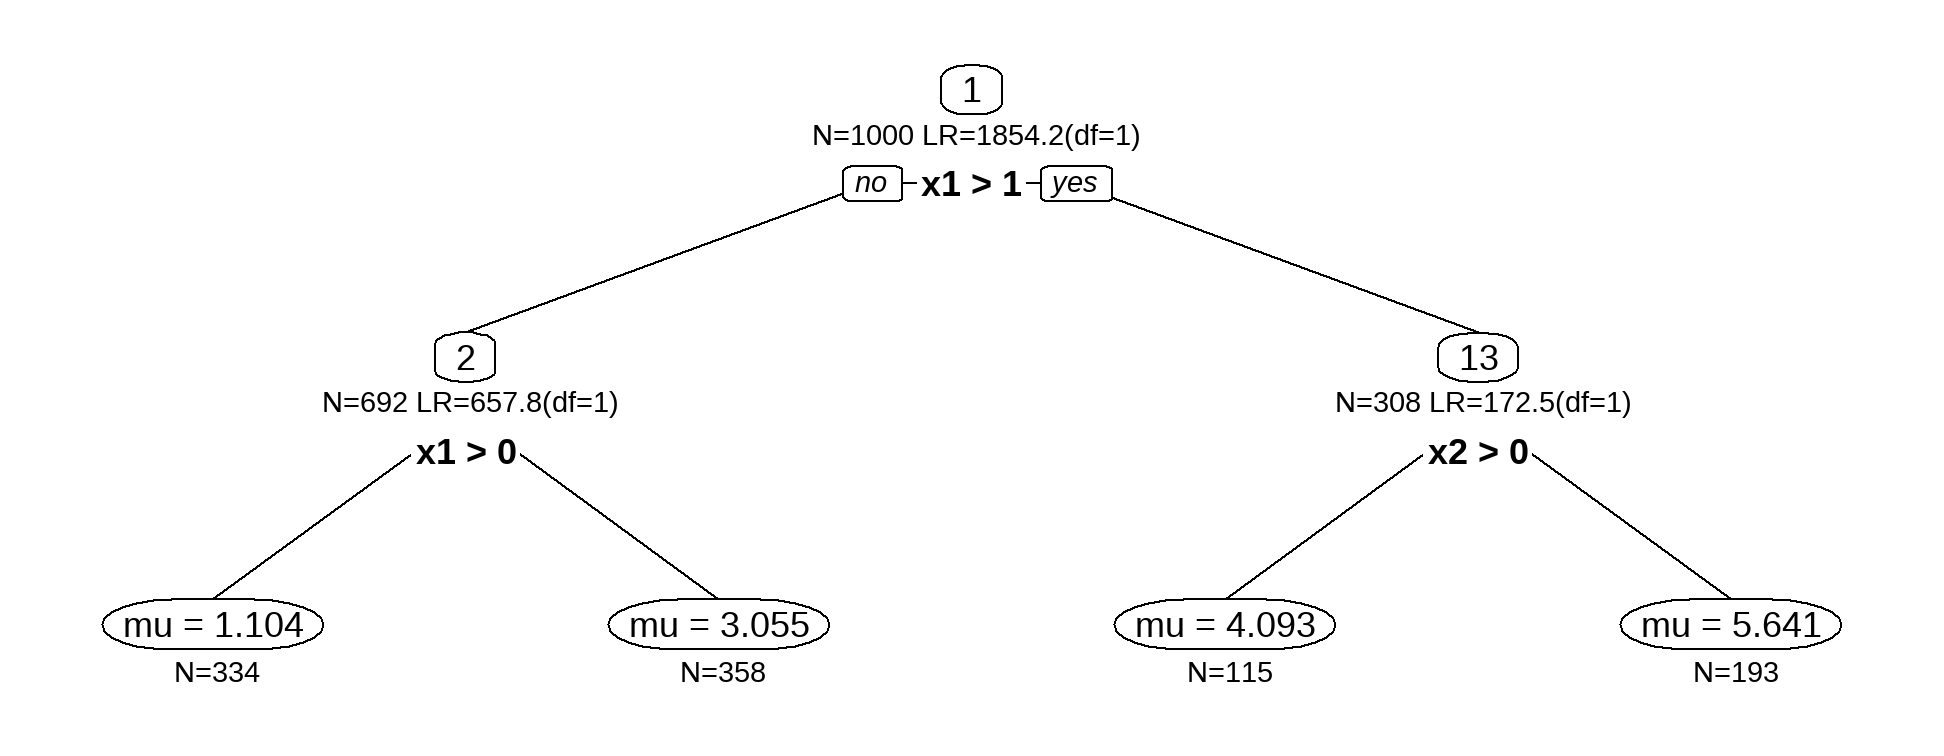 1
N=1000 LR=1854.2(df=1)
no x1 > 1 yes
2 13
N=692 LR=657.8(df=1) N=308 LR=172.5(df=1)
x1 > 0 x2 > 0
mu = 1.104 mu = 3.055 mu = 4.093 mu = 5.641
N=334 N=358 N=115 N=193